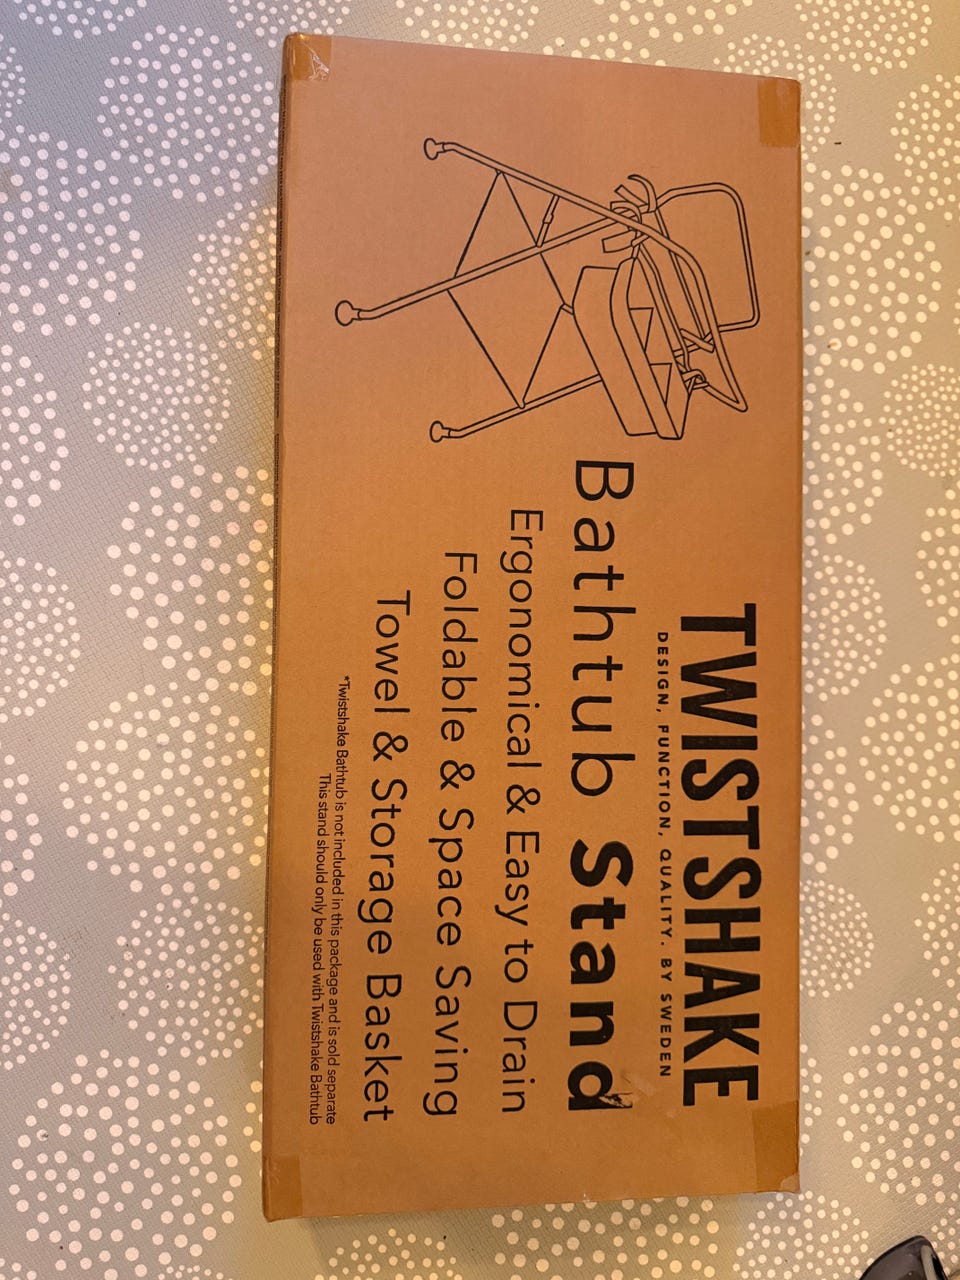 TWISTSHAKE
DESIGN, FUNCTION, QUALITY. BY SWEDEN
Bathtub Stand
Ergonomical & Easy to Drain
Foldable & Space Saving
Towel & Storage Basket
*Twistshake Bathtub is not included in this package and is sold separate
This stand should only be used with Twistshake Bathtub